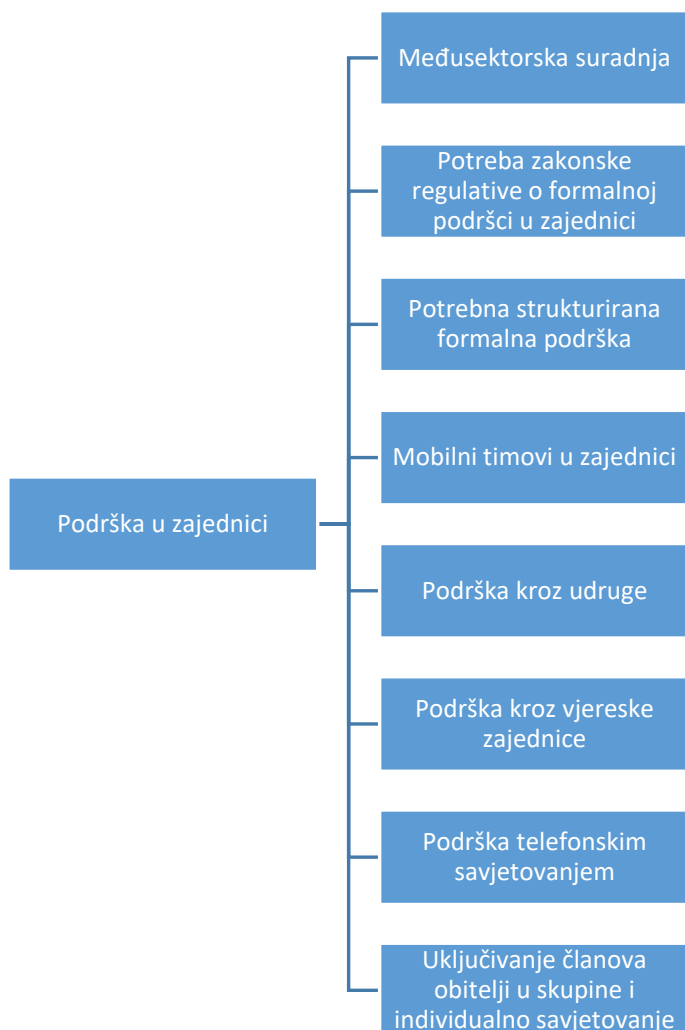 Međusektorska suradnja
Potreba zakonske
regulative o formalnoj
podršci u zajednici
Potrebna strukturirana
formalna podrška
Mobilni timovi u zajednici
Podrška u zajednici
Podrška kroz udruge
Podrška kroz vjereske
zajednice
Podrška telefonskim
savjetovanjem
Uključivanje članova
obitelji u skupine i
individualno savjetovanje